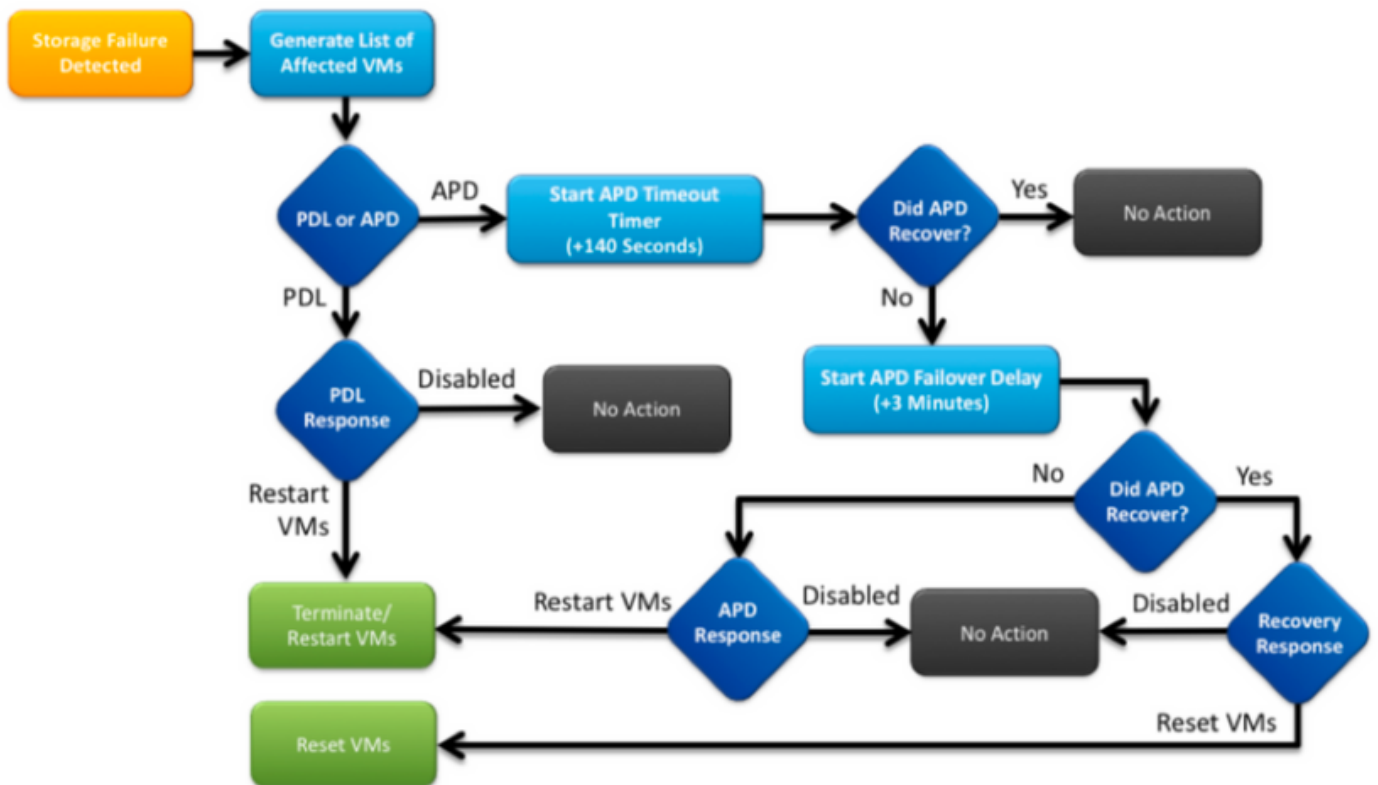 Storage Failure
Detected
Generate List of
Affected VMs
PDL or APD
APD
Start APD Timeout
Timer
(+140 Seconds)
Did APD
Recover?
Yes
No Action
PDL
No
PDL
Response
Disabled
No Action
Start APD Failover Delay
(+3 Minutes)
Restart
VMs
No
Did APD
Recover?
Yes
Terminate/
Restart VMs
Restart VMs
APD
Response
Disabled
No Action
Disabled
Recovery
Response
Reset VMs
Reset VMs